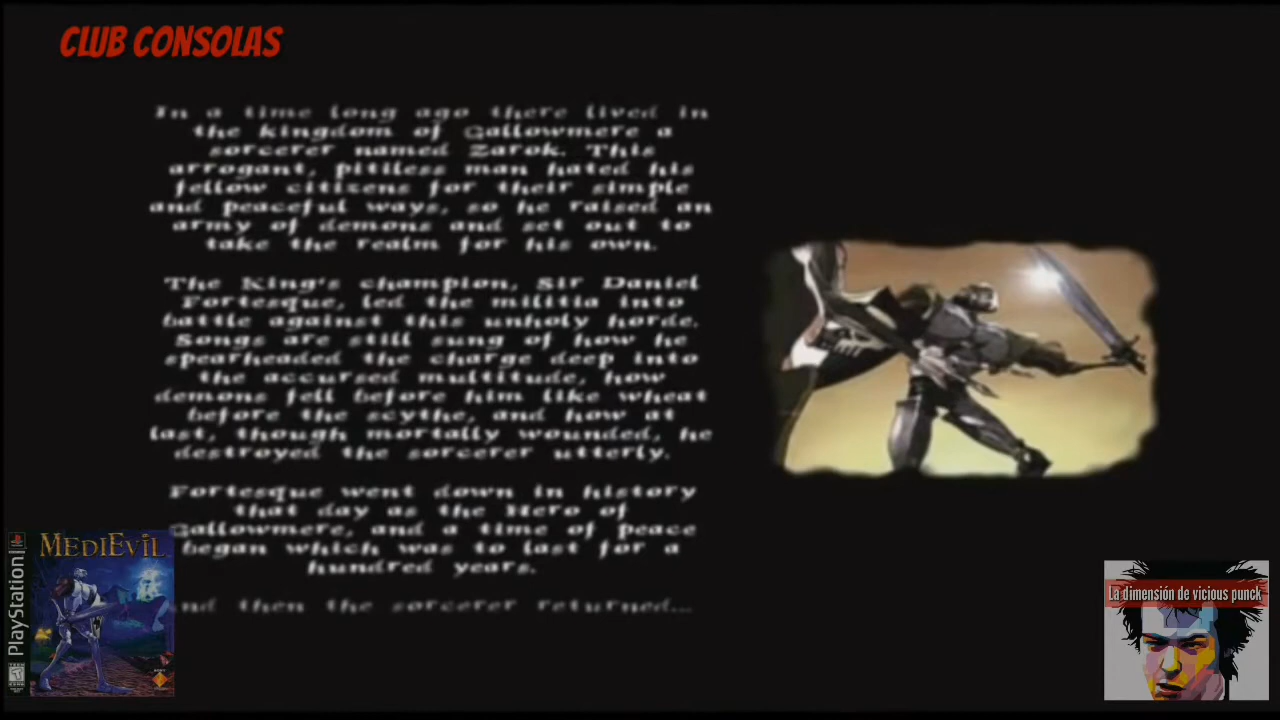 CLUB CONSOLAS
In a time long ago there lived in
the kingdom of Gallowmere a
sorcerer named Zarok. This
arrogant, pitiless man hated his
fellow citizens for their simple
and peaceful ways, so he raised an
army of demons and set out to
take the realm for his own.
The King's champion, Sir Daniel
Fortesque, led the militia into
battle against this unholy horde.
Songs are still sung of how he
spearheaded the charge deep into
the accursed multitude, how
demons fell before him like wheat
before the scythe, and how at
last, though mortally wounded, he
destroyed the sorcerer utterly.
Fortesque went down in history
that day as the Hero of
Gallowmere, and a time of peace
began which was to last for a
hundred years.
And then the sorcerer returned...
PlayStation
MEDIEVIL
La dimensión de vicious punck